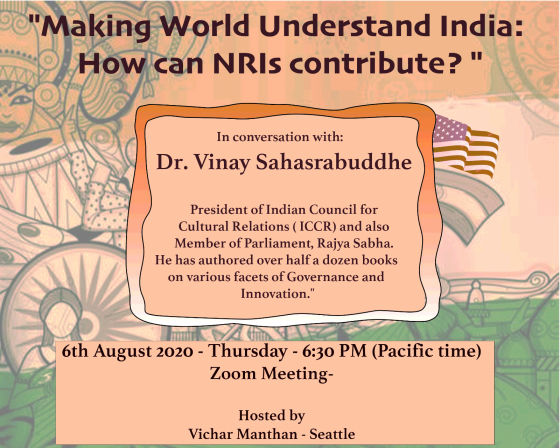 "Making World Understand India:
How can NRIs contribute? "
In conversation with:
Dr. Vinay Sahasrabuddhe
President of Indian Council for
Cultural Relations ( ICCR) and also
Member of Parliament, Rajya Sabha.
He has authored over half a dozen books
on various facets of Governance and
Innovation."
6th August 2020 - Thursday - 6:30 PM (Pacific time)
Zoom Meeting-
Hosted by
Vichar Manthan - Seattle